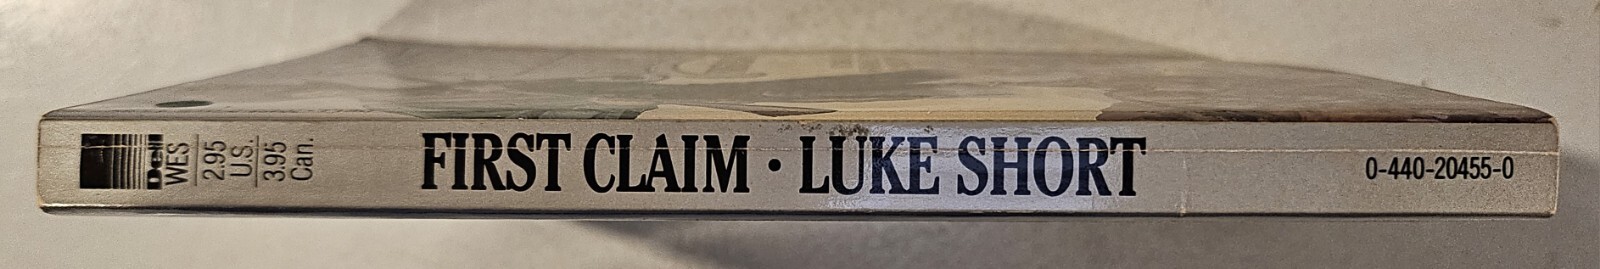 Dell
WES
2.95
U.S.
3.95
Can.
FIRST CLAIM • LUKE SHORT
0-440-20455-0